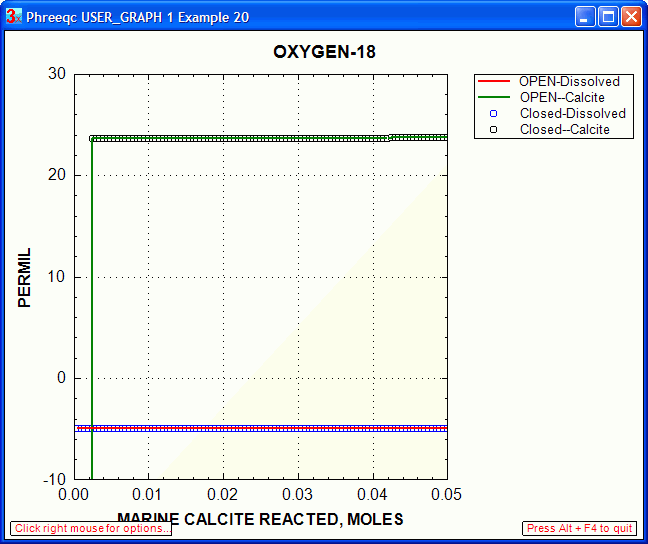 Phreeqc USER_GRAPH 1 Example 20
OXYGEN-18
OPEN-Dissolved
OPEN--Calcite
Closed-Dissolved
Closed--Calcite
30
20
10
0
-10
PERMIL
0.00 0.01 0.02 0.03 0.04 0.05
MARINE CALCITE REACTED, MOLES
Click right mouse for options...
Press Alt + F4 to quit